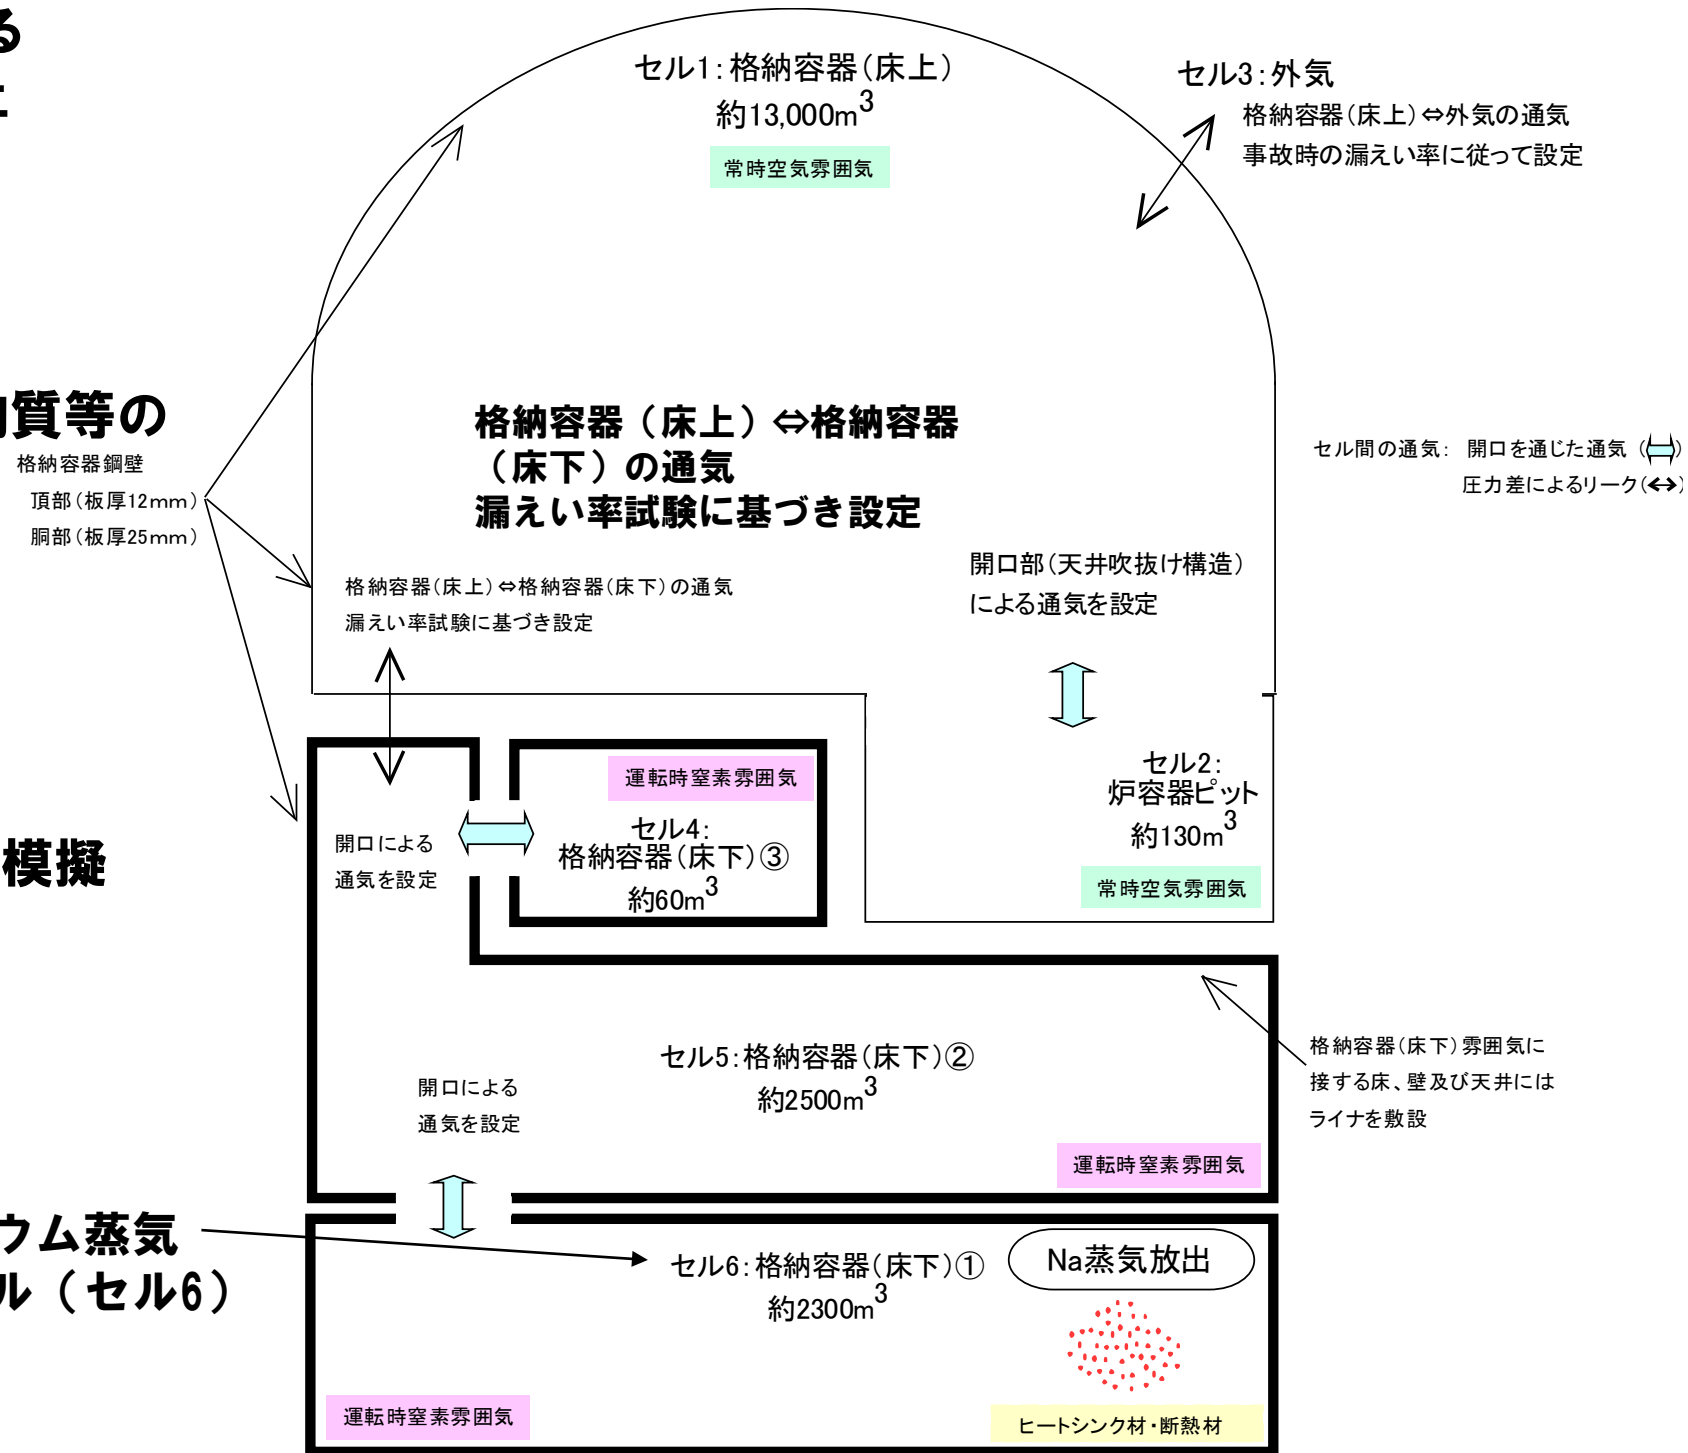 る
セル1:格納容器(床上)
約13,000m³
常時空気雰囲気
セル3:外気
格納容器(床上)⇔外気の通気
事故時の漏えい率に従って設定
質等の
格納容器鋼壁
頂部(板厚12mm)
胴部(板厚25mm)
格納容器（床上）⇔格納容器
（床下）の通気
漏えい率試験に基づき設定
セル間の通気: 開口を通じた通気 (⇔)
圧力差によるリーク(↔)
格納容器(床上)⇔格納容器(床下)の通気
漏えい率試験に基づき設定
開口部(天井吹抜け構造)
による通気を設定
運転時窒素雰囲気
セル4:
格納容器(床下)③
約60m³
開口による
通気を設定
セル2:
炉容器ピット
約130m³
常時空気雰囲気
模擬
セル5:格納容器(床下)②
約2500m³
開口による
通気を設定
運転時窒素雰囲気
格納容器(床下)雰囲気に
接する床、壁及び天井には
ライナを敷設
ウム蒸気
ル（セル6）
セル6:格納容器(床下)①
約2300m³
Na蒸気放出
運転時窒素雰囲気
ヒートシンク材・断熱材